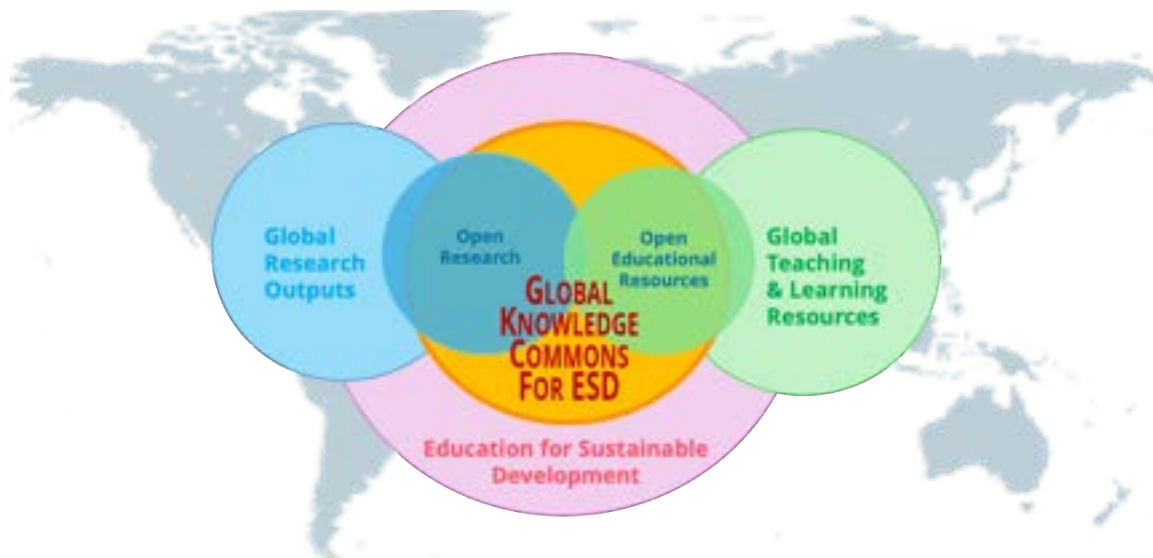 Global
Research
Outputs
Open
Research
Open
Educational
Resources
Global
Teaching
& Learning
Resources
GLOBAL
KNOWLEDGE
COMMONS
FOR ESD
Education for Sustainable
Development